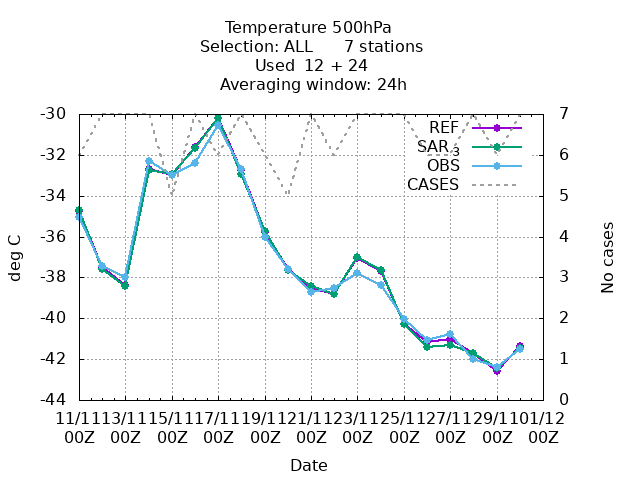 Temperature 500hPa
Selection: ALL 7 stations
Used 12 + 24
Averaging window: 24h
-30 7
REF
SAR_3
-32 6
OBS
CASES
-34 5
-36 4
deg C
No cases
-38 3
-40 2
-42 1
-44 0
11/11 13/11 15/11 17/11 19/11 21/11 23/11 25/11 27/11 29/11 01/12
00Z 00Z 00Z 00Z 00Z 00Z 00Z 00Z 00Z 00Z 00Z
Date